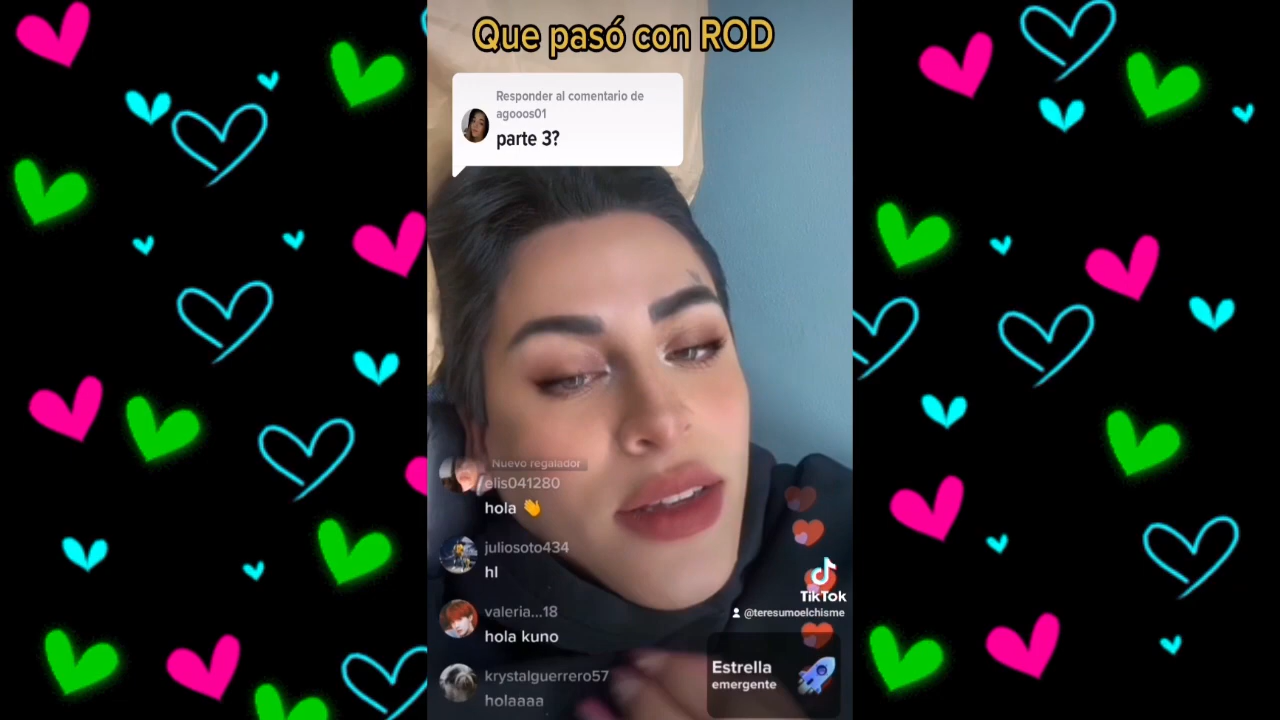 Que pasó con ROD
Responder al comentario de
agooos01
parte 3?
Nuevo regalador
elis041280
hola 👋
juliosoto434
hl
valeria...18
hola kuno
krystalguerrero57
holaaaa
TikTok
@teresumoelchisme
Estrella
emergente